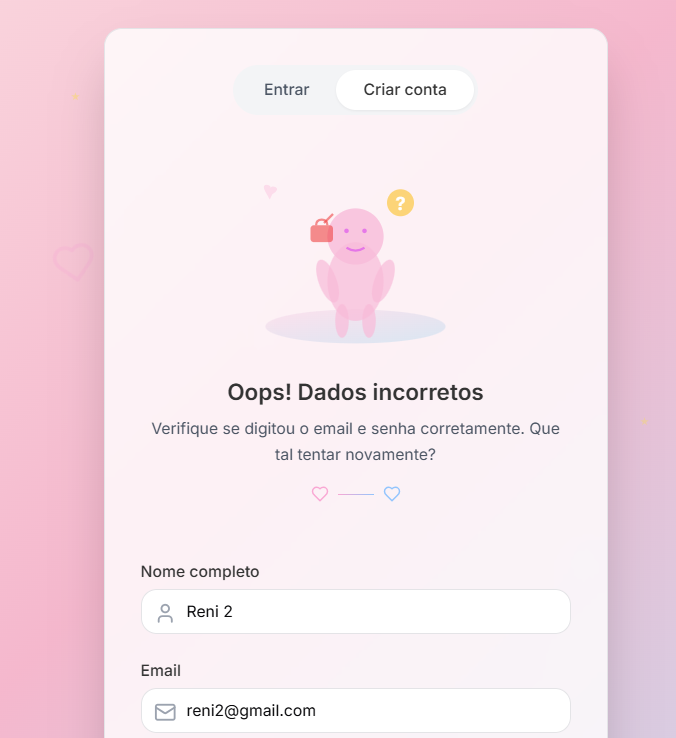 Entrar
Criar conta
?
Oops! Dados incorretos
Verifique se digitou o email e senha corretamente. Que
tal tentar novamente?
Nome completo
Reni 2
Email
reni2@gmail.com